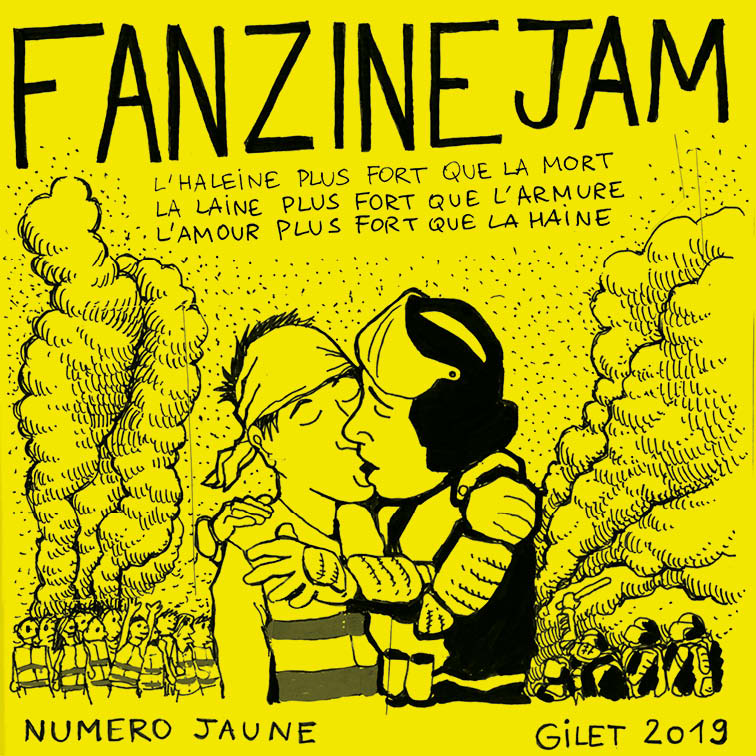 FANZINE JAM
L'HALEINE PLUS FORT QUE LA MORT
LA LAINE PLUS FORT QUE L'ARMURE
L'AMOUR PLUS FORT QUE LA HAINE
NUMERO JAUNE
GiLET 2019